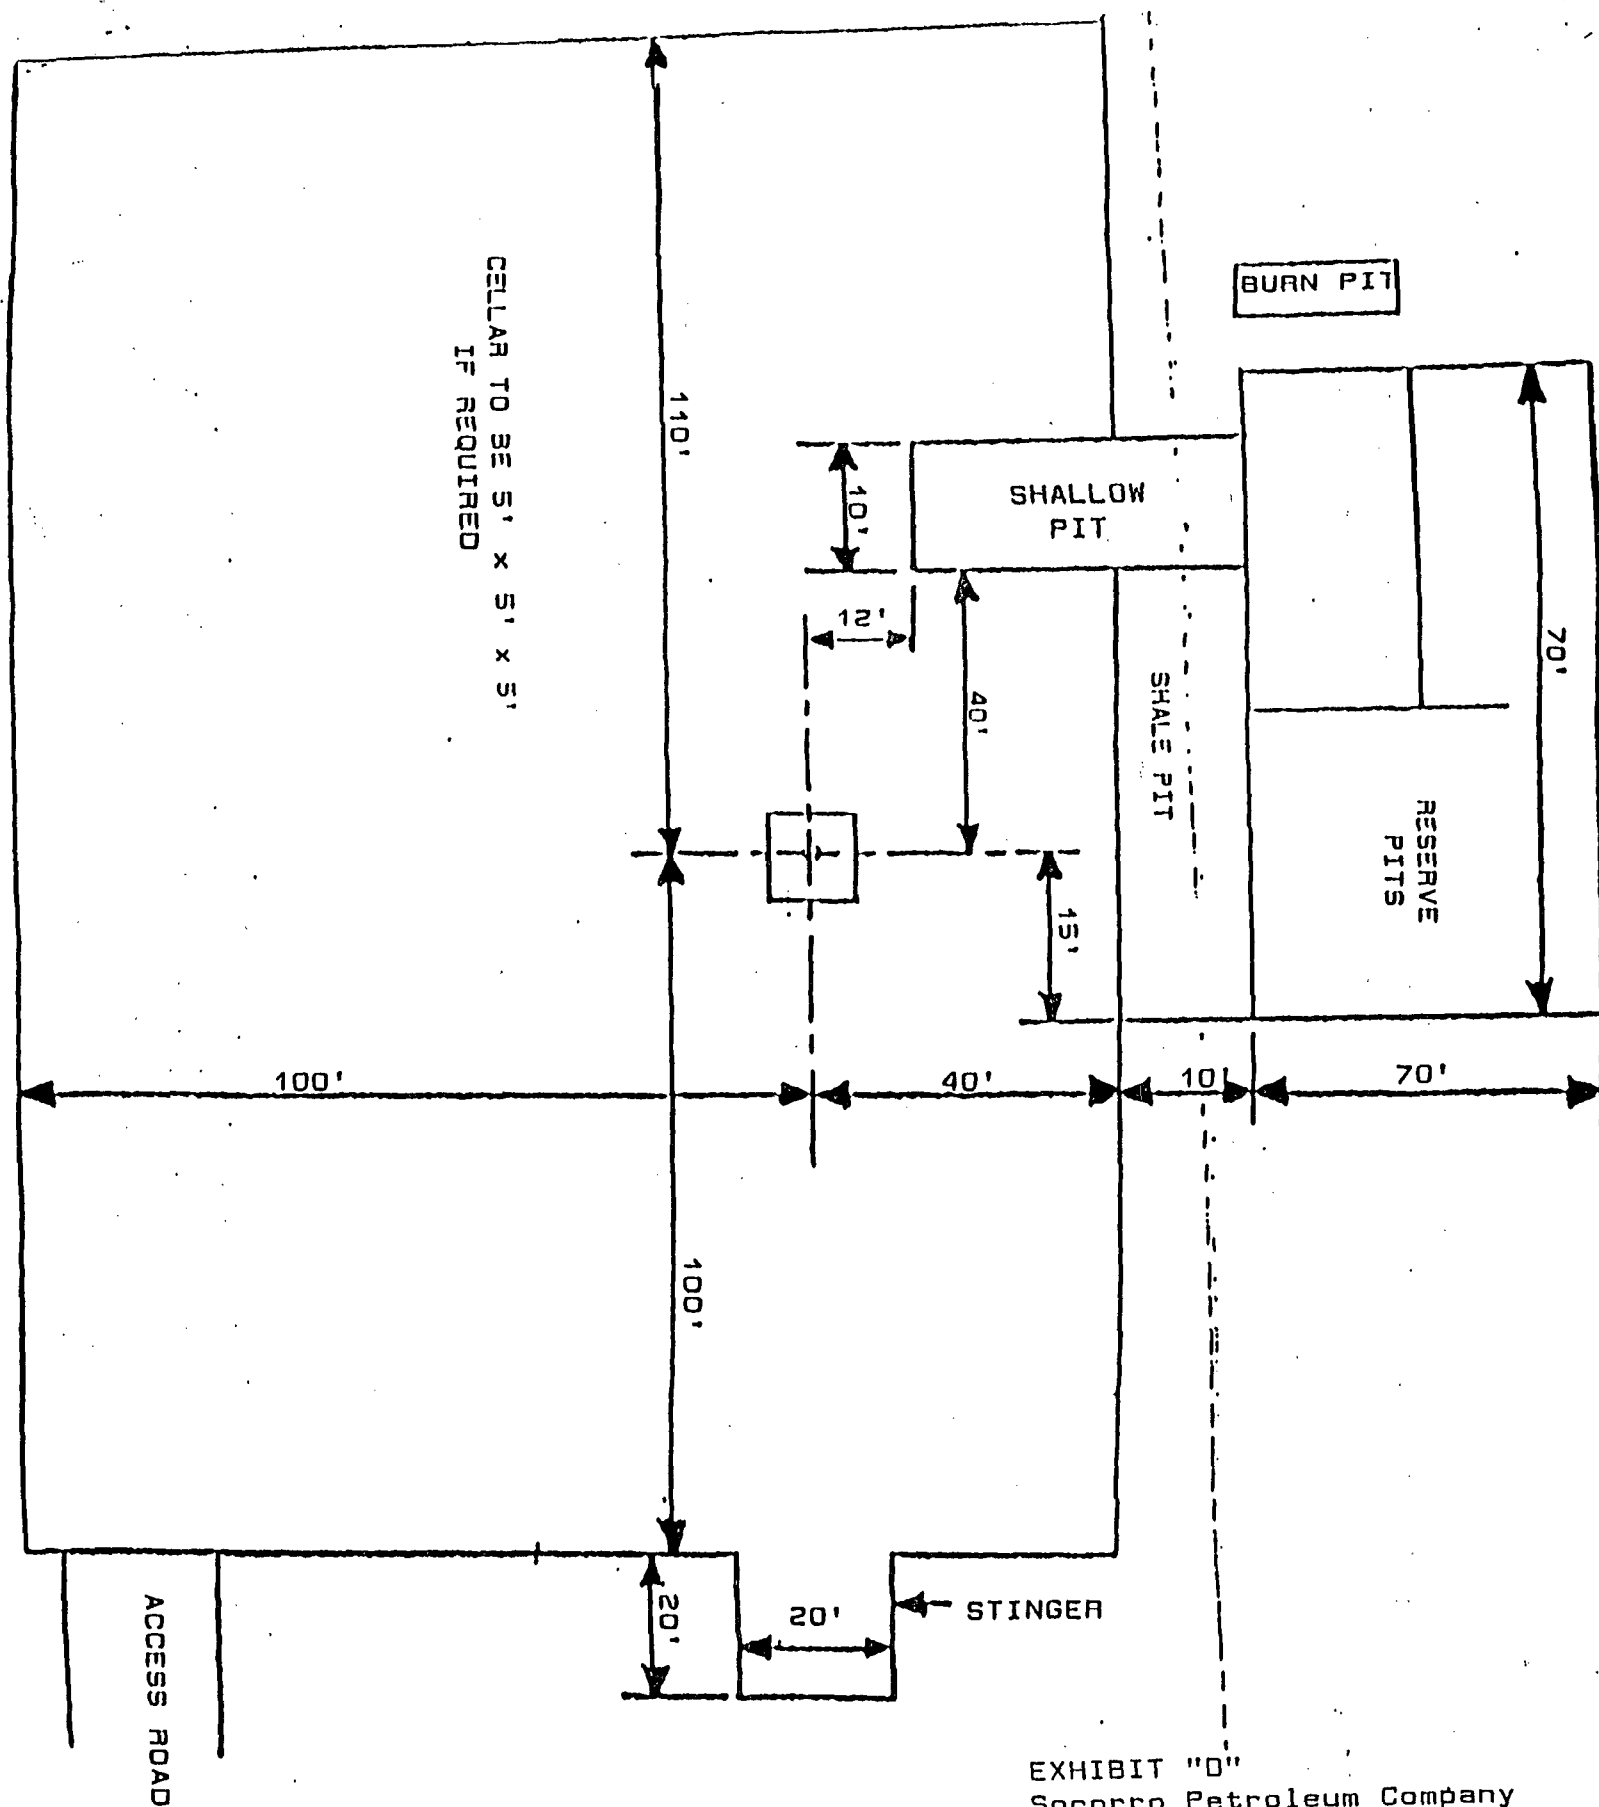 BURN PIT
CELLAR TO BE 5' x 5' x 5'
IF REQUIRED
110'
10'
SHALLOW
PIT
12'
40'
SHALE PIT
70'
RESERVE
PITS
15'
100'
40'
10'
70'
100'
20'
20'
STINGER
ACCESS ROAD
EXHIBIT "D"
Socorro Petroleum Company